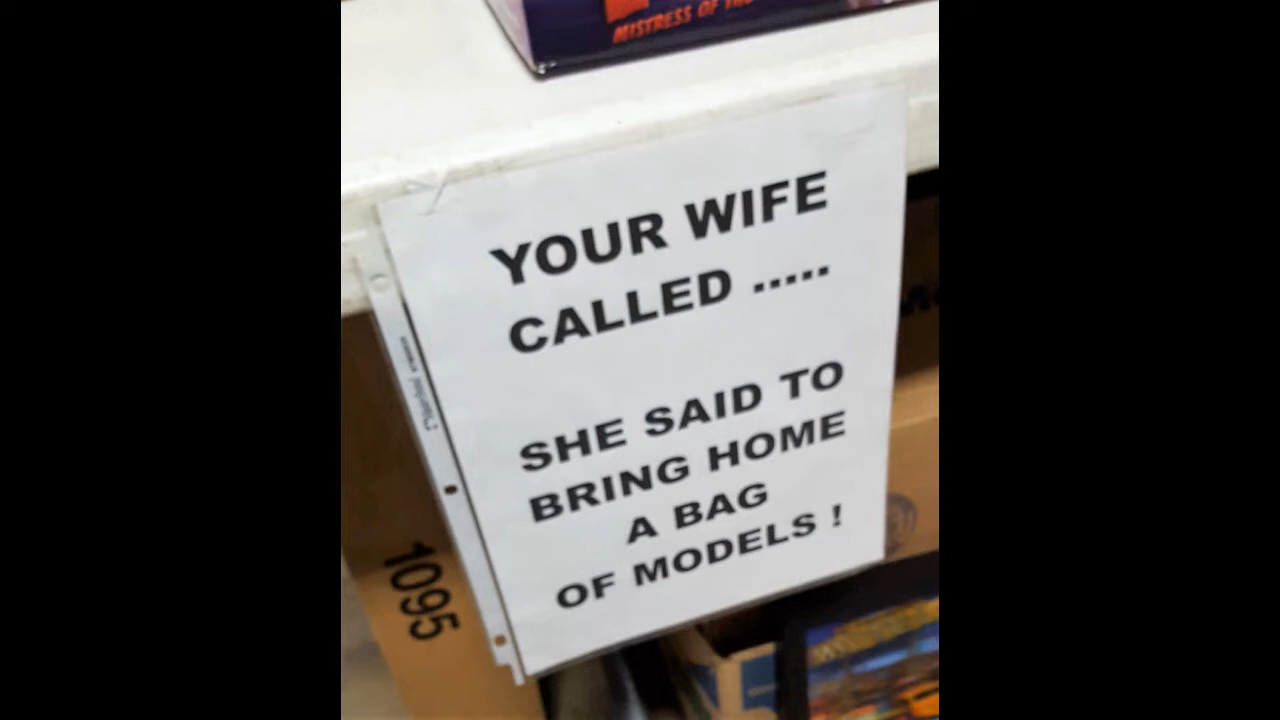 MISTRESS OF
YOUR WIFE
CALLED .....
SHE SAID TO
BRING HOME
A BAG
OF MODELS !
1095